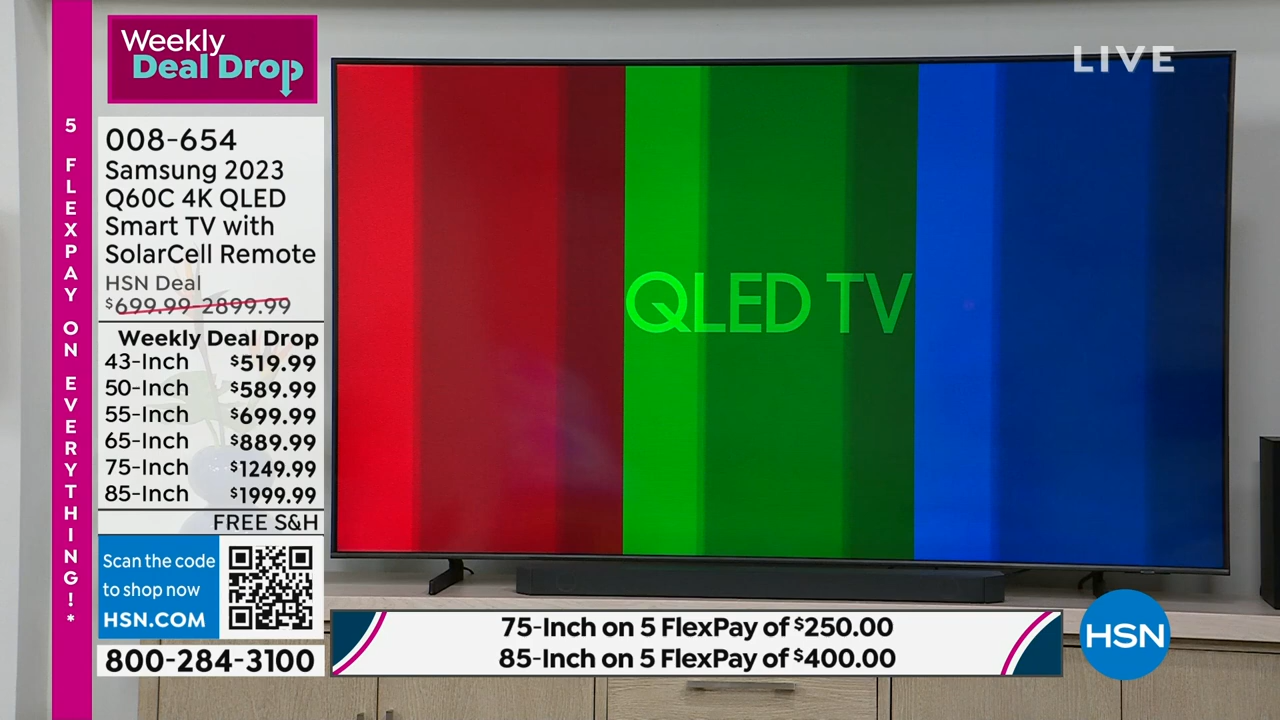 Weekly
Deal Drop
5 FLEXPAY ON EVERYTHING!*
008-654
Samsung 2023
Q60C 4K QLED
Smart TV with
SolarCell Remote
HSN Deal
$699.99-2899.99
Weekly Deal Drop
43-Inch $519.99
50-Inch $589.99
55-Inch $699.99
65-Inch $889.99
75-Inch $1249.99
85-Inch $1999.99
FREE S&H
Scan the code
to shop now
HSN.COM
800-284-3100
LIVE
QLED TV
75-Inch on 5 FlexPay of $250.00
85-Inch on 5 FlexPay of $400.00
HSN